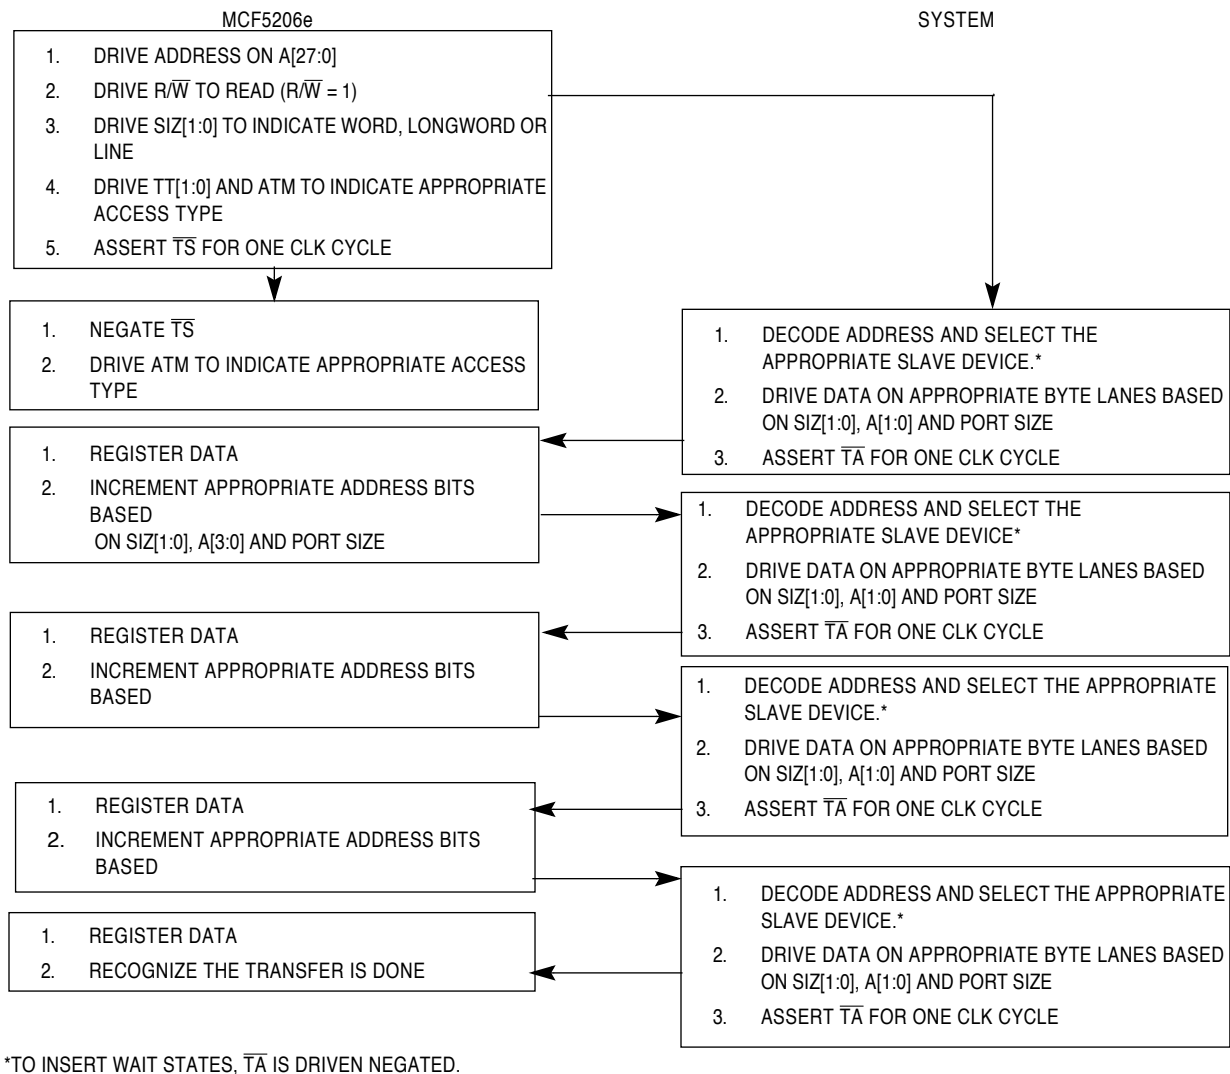 MCF5206e
SYSTEM
1. DRIVE ADDRESS ON A[27:0]
2. DRIVE R/W̅ TO READ (R/W̅ = 1)
3. DRIVE SIZ[1:0] TO INDICATE WORD, LONGWORD OR
LINE
4. DRIVE TT[1:0] AND ATM TO INDICATE APPROPRIATE
ACCESS TYPE
5. ASSERT T̅S̅ FOR ONE CLK CYCLE
1. NEGATE T̅S̅
2. DRIVE ATM TO INDICATE APPROPRIATE ACCESS
TYPE
1. DECODE ADDRESS AND SELECT THE
APPROPRIATE SLAVE DEVICE.*
2. DRIVE DATA ON APPROPRIATE BYTE LANES BASED
ON SIZ[1:0], A[1:0] AND PORT SIZE
3. ASSERT T̅A̅ FOR ONE CLK CYCLE
1. REGISTER DATA
2. INCREMENT APPROPRIATE ADDRESS BITS
BASED
ON SIZ[1:0], A[3:0] AND PORT SIZE
1. DECODE ADDRESS AND SELECT THE
APPROPRIATE SLAVE DEVICE*
2. DRIVE DATA ON APPROPRIATE BYTE LANES BASED
ON SIZ[1:0], A[1:0] AND PORT SIZE
3. ASSERT T̅A̅ FOR ONE CLK CYCLE
1. REGISTER DATA
2. INCREMENT APPROPRIATE ADDRESS BITS
BASED
1. DECODE ADDRESS AND SELECT THE APPROPRIATE
SLAVE DEVICE.*
2. DRIVE DATA ON APPROPRIATE BYTE LANES BASED
ON SIZ[1:0], A[1:0] AND PORT SIZE
3. ASSERT T̅A̅ FOR ONE CLK CYCLE
1. REGISTER DATA
2. INCREMENT APPROPRIATE ADDRESS BITS
BASED
1. DECODE ADDRESS AND SELECT THE APPROPRIATE
SLAVE DEVICE.*
2. DRIVE DATA ON APPROPRIATE BYTE LANES BASED
ON SIZ[1:0], A[1:0] AND PORT SIZE
3. ASSERT T̅A̅ FOR ONE CLK CYCLE
1. REGISTER DATA
2. RECOGNIZE THE TRANSFER IS DONE
*TO INSERT WAIT STATES, T̅A̅ IS DRIVEN NEGATED.